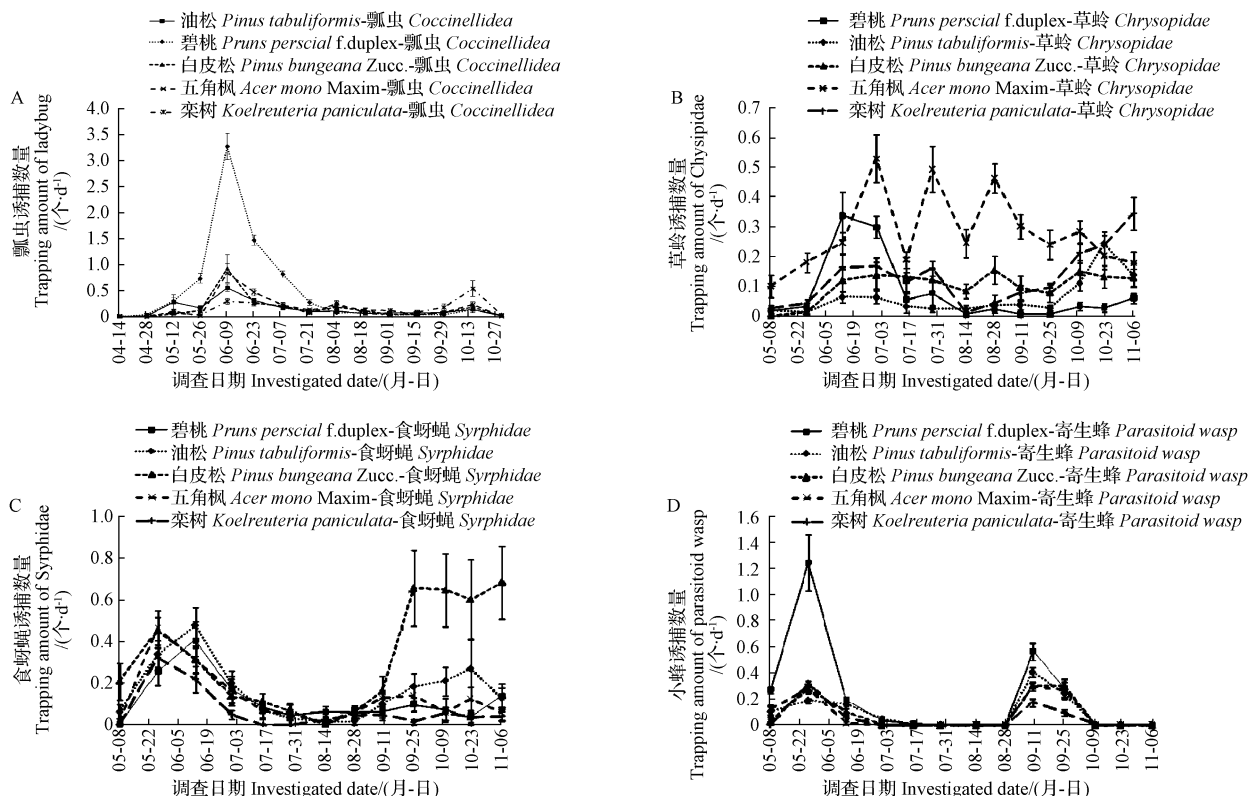 A
油松 Pinus tabuliformis-瓢虫 Coccinellidea
碧桃 Pruns perscial f.duplex-瓢虫 Coccinellidea
白皮松 Pinus bungeana Zucc.-瓢虫 Coccinellidea
五角枫 Acer mono Maxim-瓢虫 Coccinellidea
栾树 Koelreuteria paniculata-瓢虫 Coccinellidea
瓢虫诱捕数量
Trapping amount of ladybug
/(个·d⁻¹)
4.0
3.5
3.0
2.5
2.0
1.5
1.0
0.5
0
04-14
04-28
05-12
05-26
06-09
06-23
07-07
07-21
08-04
08-18
09-01
09-15
09-29
10-13
10-27
调查日期 Investigated date/(月-日)
B
碧桃 Pruns perscial f.duplex-草蛉 Chrysopidae
油松 Pinus tabuliformis-草蛉 Chrysopidae
白皮松 Pinus bungeana Zucc.-草蛉 Chrysopidae
五角枫 Acer mono Maxim-草蛉 Chrysopidae
栾树 Koelreuteria paniculata-草蛉 Chrysopidae
草蛉诱捕数量
Trapping amount of Chysipidae
/(个·d⁻¹)
0.7
0.6
0.5
0.4
0.3
0.2
0.1
0
05-08
05-22
06-05
06-19
07-03
07-17
07-31
08-14
08-28
09-11
09-25
10-09
10-23
11-06
调查日期 Investigated date/(月-日)
C
碧桃 Pruns perscial f.duplex-食蚜蝇 Syrphidae
油松 Pinus tabuliformis-食蚜蝇 Syrphidae
白皮松 Pinus bungeana Zucc.-食蚜蝇 Syrphidae
五角枫 Acer mono Maxim-食蚜蝇 Syrphidae
栾树 Koelreuteria paniculata-食蚜蝇 Syrphidae
食蚜蝇诱捕数量
Trapping amount of Syrphidae
/(个·d⁻¹)
1.0
0.8
0.6
0.4
0.2
0
05-08
05-22
06-05
06-19
07-03
07-17
07-31
08-14
08-28
09-11
09-25
10-09
10-23
11-06
调查日期 Investigated date/(月-日)
D
碧桃 Pruns perscial f.duplex-寄生蜂 Parasitoid wasp
油松 Pinus tabuliformis-寄生蜂 Parasitoid wasp
白皮松 Pinus bungeana Zucc.-寄生蜂 Parasitoid wasp
五角枫 Acer mono Maxim-寄生蜂 Parasitoid wasp
栾树 Koelreuteria paniculata-寄生蜂 Parasitoid wasp
小蜂诱捕数量
Trapping amount of parasitoid wasp
/(个·d⁻¹)
1.6
1.4
1.2
1.0
0.8
0.6
0.4
0.2
0
05-08
05-22
06-05
06-19
07-03
07-17
07-31
08-14
08-28
09-11
09-25
10-09
10-23
11-06
调查日期 Investigated date/(月-日)